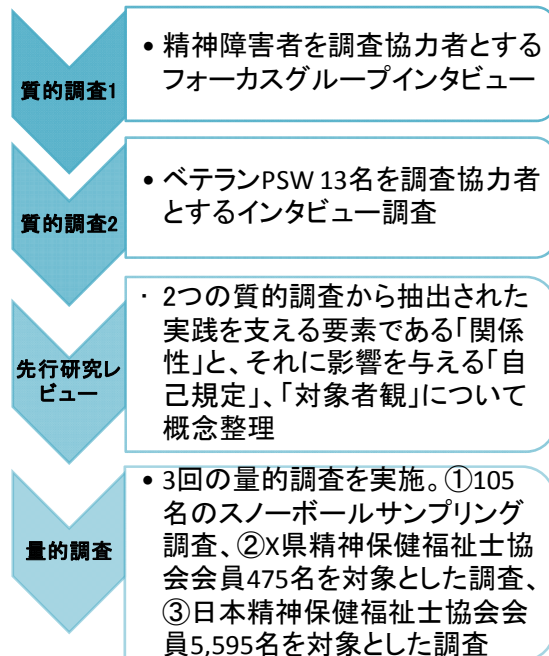 質的調査1
• 精神障害者を調査協力者とする
フォーカスグループインタビュー
質的調査2
• ベテランPSW 13名を調査協力者
とするインタビュー調査
先行研究レ
ビュー
・ 2つの質的調査から抽出された
実践を支える要素である「関係
性」と、それに影響を与える「自
己規定」、「対象者観」について
概念整理
量的調査
• 3回の量的調査を実施。①105
名のスノーボールサンプリング
調査、②X県精神保健福祉士協
会会員475名を対象とした調査、
③日本精神保健福祉士協会会
員5,595名を対象とした調査